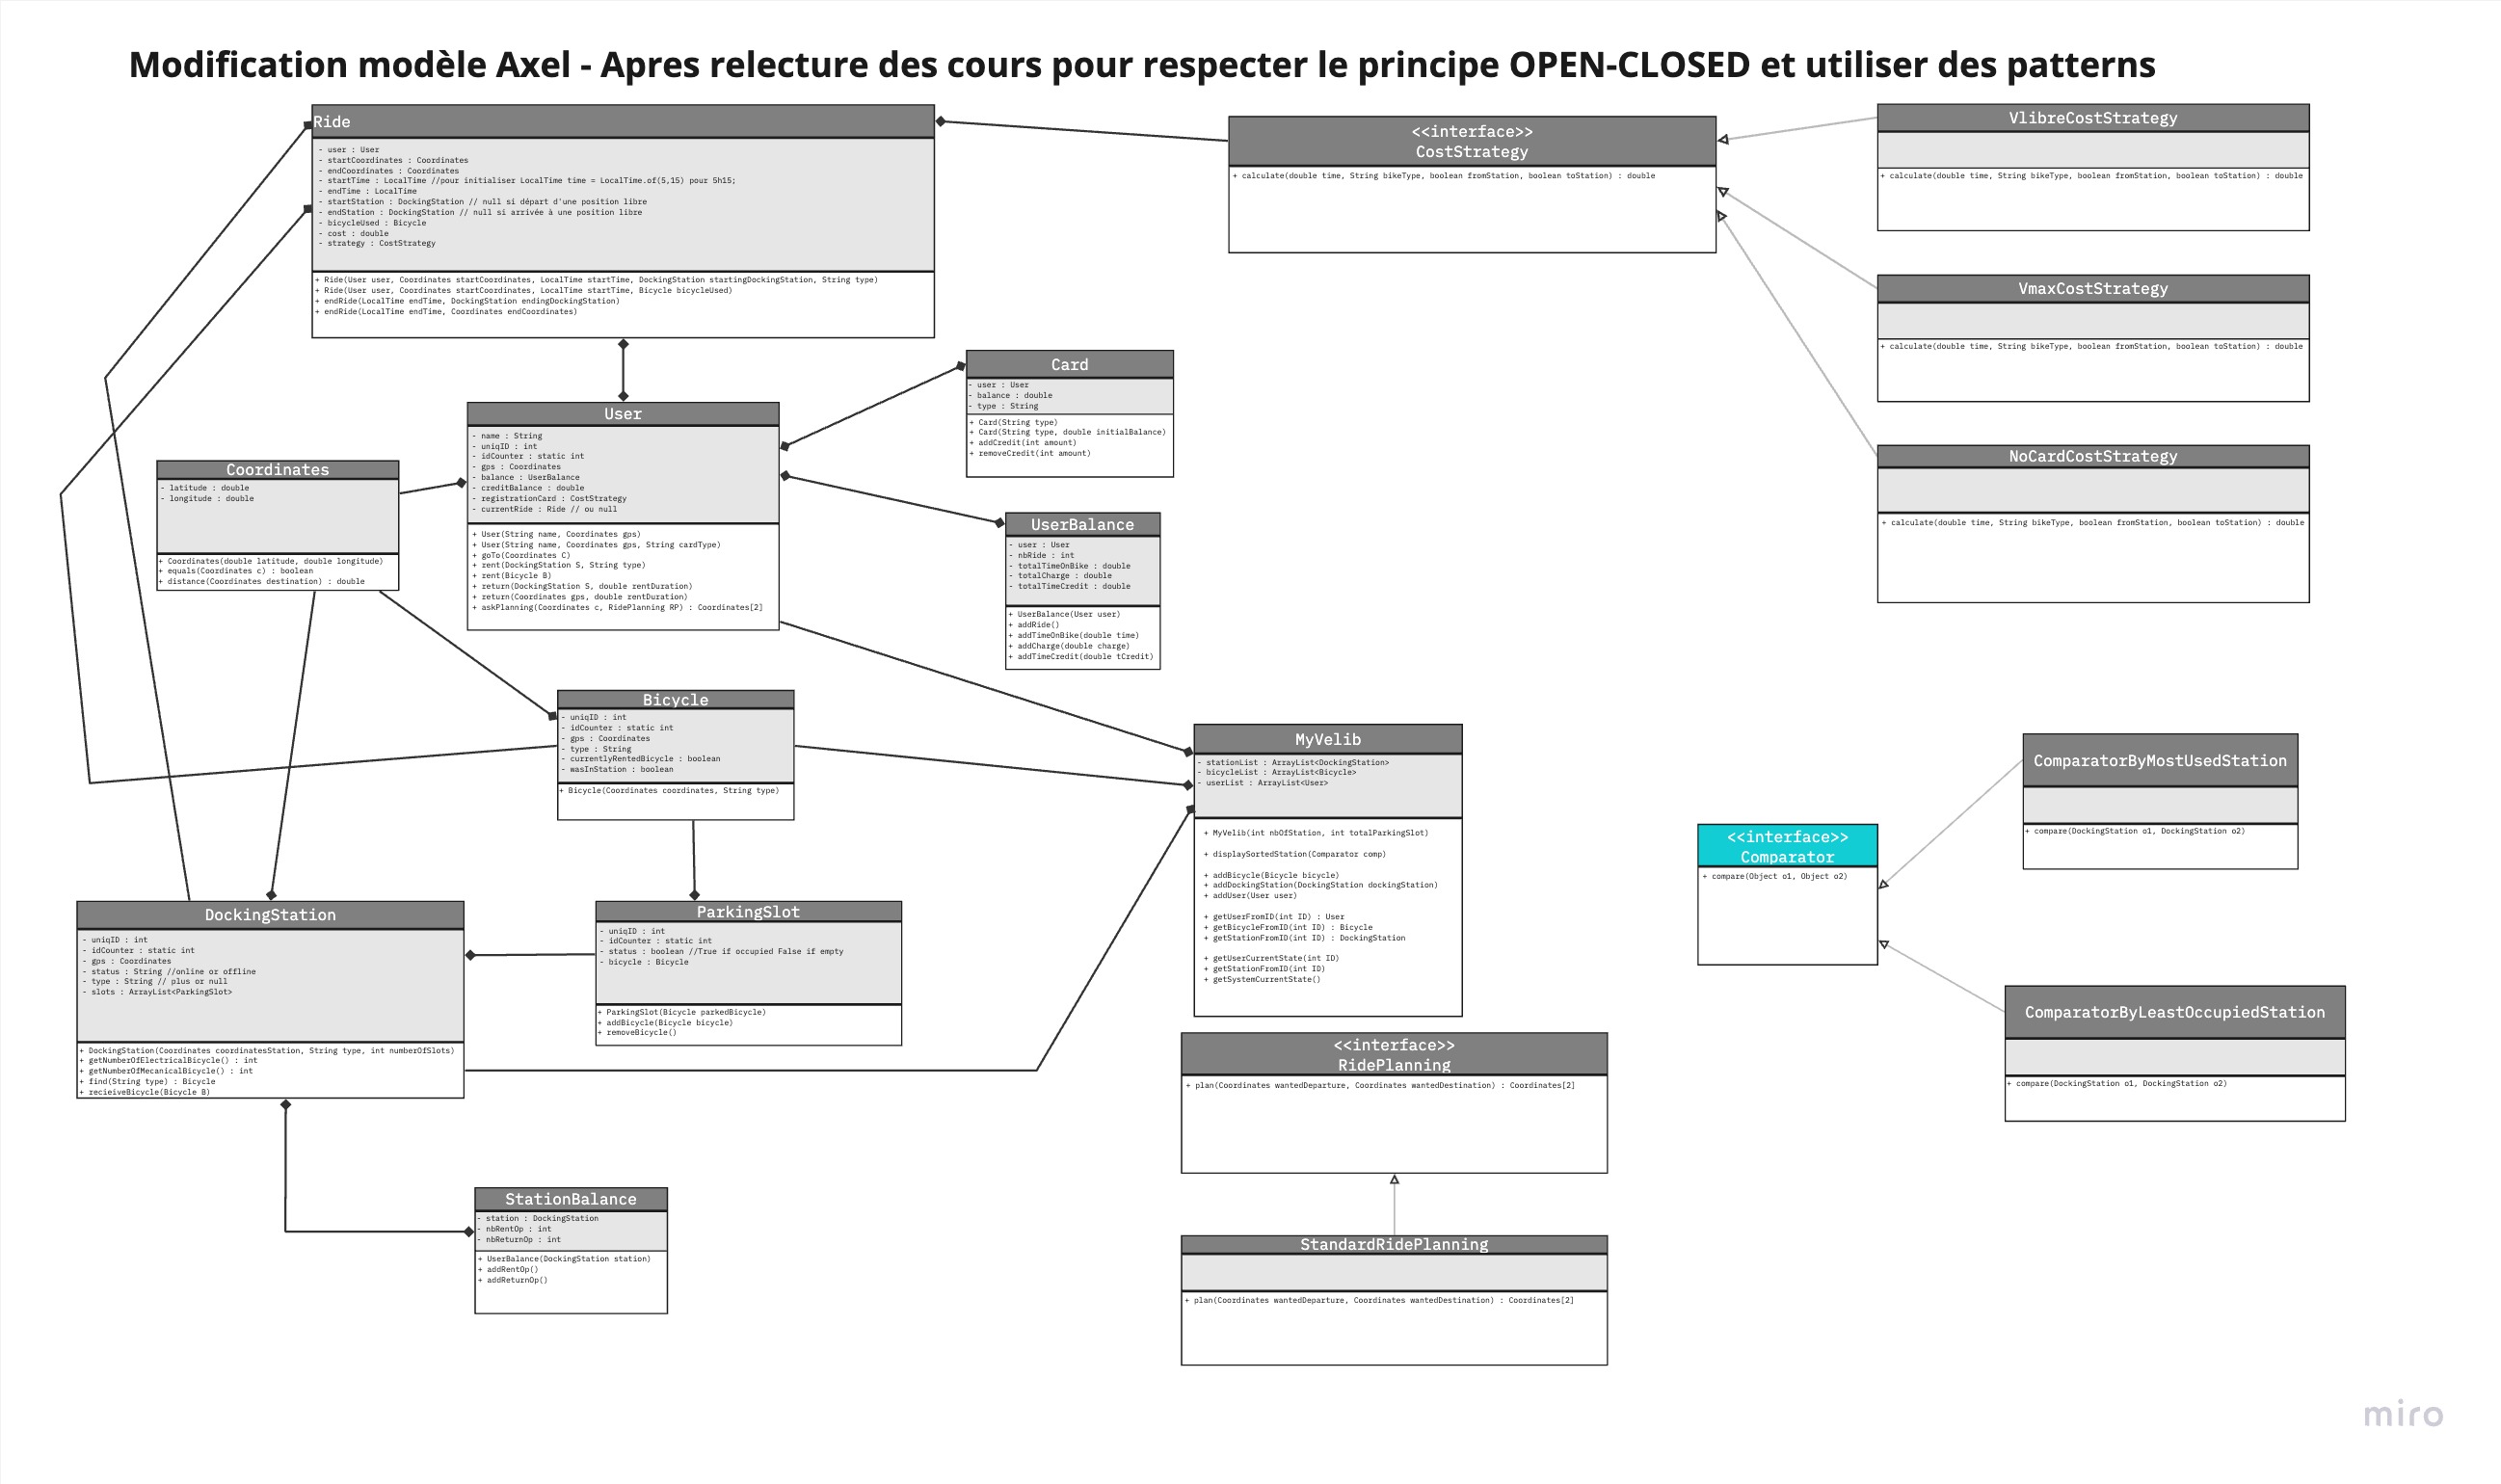 Modification modèle Axel - Apres relecture des cours pour respecter le principe OPEN-CLOSED et utiliser des patterns
Ride
- user : User
- startCoordinates : Coordinates
- endCoordinates : Coordinates
- startTime : LocalTime //pour initialiser LocalTime time = LocalTime.of(5,15) pour 5h15;
- endTime : LocalTime
- startStation : DockingStation // null si départ d'une position libre
- endStation : DockingStation // null si arrivée à une position libre
- bicycleUsed : Bicycle
- cost : double
- strategy : CostStrategy
+ Ride(User user, Coordinates startCoordinates, LocalTime startTime, DockingStation startingDockingStation, String type)
+ Ride(User user, Coordinates startCoordinates, LocalTime startTime, Bicycle bicycleUsed)
+ endRide(LocalTime endTime, DockingStation endingDockingStation)
+ endRide(LocalTime endTime, Coordinates endCoordinates)
<<interface>>
CostStrategy
+ calculate(double time, String bikeType, boolean fromStation, boolean toStation) : double
VlibreCostStrategy
+ calculate(double time, String bikeType, boolean fromStation, boolean toStation) : double
VmaxCostStrategy
+ calculate(double time, String bikeType, boolean fromStation, boolean toStation) : double
NoCardCostStrategy
+ calculate(double time, String bikeType, boolean fromStation, boolean toStation) : double
Card
- user : User
- balance : double
- type : String
+ Card(String type)
+ Card(String type, double initialBalance)
+ addCredit(int amount)
+ removeCredit(int amount)
User
- name : String
- uniqID : int
- idCounter : static int
- gps : Coordinates
- balance : UserBalance
- creditBalance : double
- registrationCard : CostStrategy
- currentRide : Ride // ou null
+ User(String name, Coordinates gps)
+ User(String name, Coordinates gps, String cardType)
+ goTo(Coordinates C)
+ rent(DockingStation S, String type)
+ rent(Bicycle B)
+ return(DockingStation S, double rentDuration)
+ return(Coordinates gps, double rentDuration)
+ askPlanning(Coordinates c, RidePlanning RP) : Coordinates[2]
Coordinates
- latitude : double
- longitude : double
+ Coordinates(double latitude, double longitude)
+ equals(Coordinates c) : boolean
+ distance(Coordinates destination) : double
UserBalance
- user : User
- nbRide : int
- totalTimeOnBike : double
- totalCharge : double
- totalTimeCredit : double
+ UserBalance(User user)
+ addRide()
+ addTimeOnBike(double time)
+ addCharge(double charge)
+ addTimeCredit(double tCredit)
Bicycle
- uniqID : int
- idCounter : static int
- gps : Coordinates
- type : String
- currentlyRentedBicycle : boolean
- wasInStation : boolean
+ Bicycle(Coordinates coordinates, String type)
MyVelib
- stationList : ArrayList<DockingStation>
- bicycleList : ArrayList<Bicycle>
- userList : ArrayList<User>
+ MyVelib(int nbOfStation, int totalParkingSlot)
+ displaySortedStation(Comparator comp)
+ addBicycle(Bicycle bicycle)
+ addDockingStation(DockingStation dockingStation)
+ addUser(User user)
+ getUserFromID(int ID) : User
+ getBicycleFromID(int ID) : Bicycle
+ getStationFromID(int ID) : DockingStation
+ getUserCurrentState(int ID)
+ getStationFromID(int ID)
+ getSystemCurrentState()
ComparatorByMostUsedStation
+ compare(DockingStation o1, DockingStation o2)
<<interface>>
Comparator
+ compare(Object o1, Object o2)
ComparatorByLeastOccupiedStation
+ compare(DockingStation o1, DockingStation o2)
DockingStation
- uniqID : int
- idCounter : static int
- gps : Coordinates
- status : String //online or offline
- type : String // plus or null
- slots : ArrayList<ParkingSlot>
+ DockingStation(Coordinates coordinatesStation, String type, int numberOfSlots)
+ getNumberOfElectricalBicycle() : int
+ getNumberOfMecanicalBicycle() : int
+ find(String type) : Bicycle
+ recieiveBicycle(Bicycle B)
ParkingSlot
- uniqID : int
- idCounter : static int
- status : boolean //True if occupied False if empty
- bicycle : Bicycle
+ ParkingSlot(Bicycle parkedBicycle)
+ addBicycle(Bicycle bicycle)
+ removeBicycle()
<<interface>>
RidePlanning
+ plan(Coordinates wantedDeparture, Coordinates wantedDestination) : Coordinates[2]
StandardRidePlanning
+ plan(Coordinates wantedDeparture, Coordinates wantedDestination) : Coordinates[2]
StationBalance
- station : DockingStation
- nbRentOp : int
- nbReturnOp : int
+ UserBalance(DockingStation station)
+ addRentOp()
+ addReturnOp()
miro